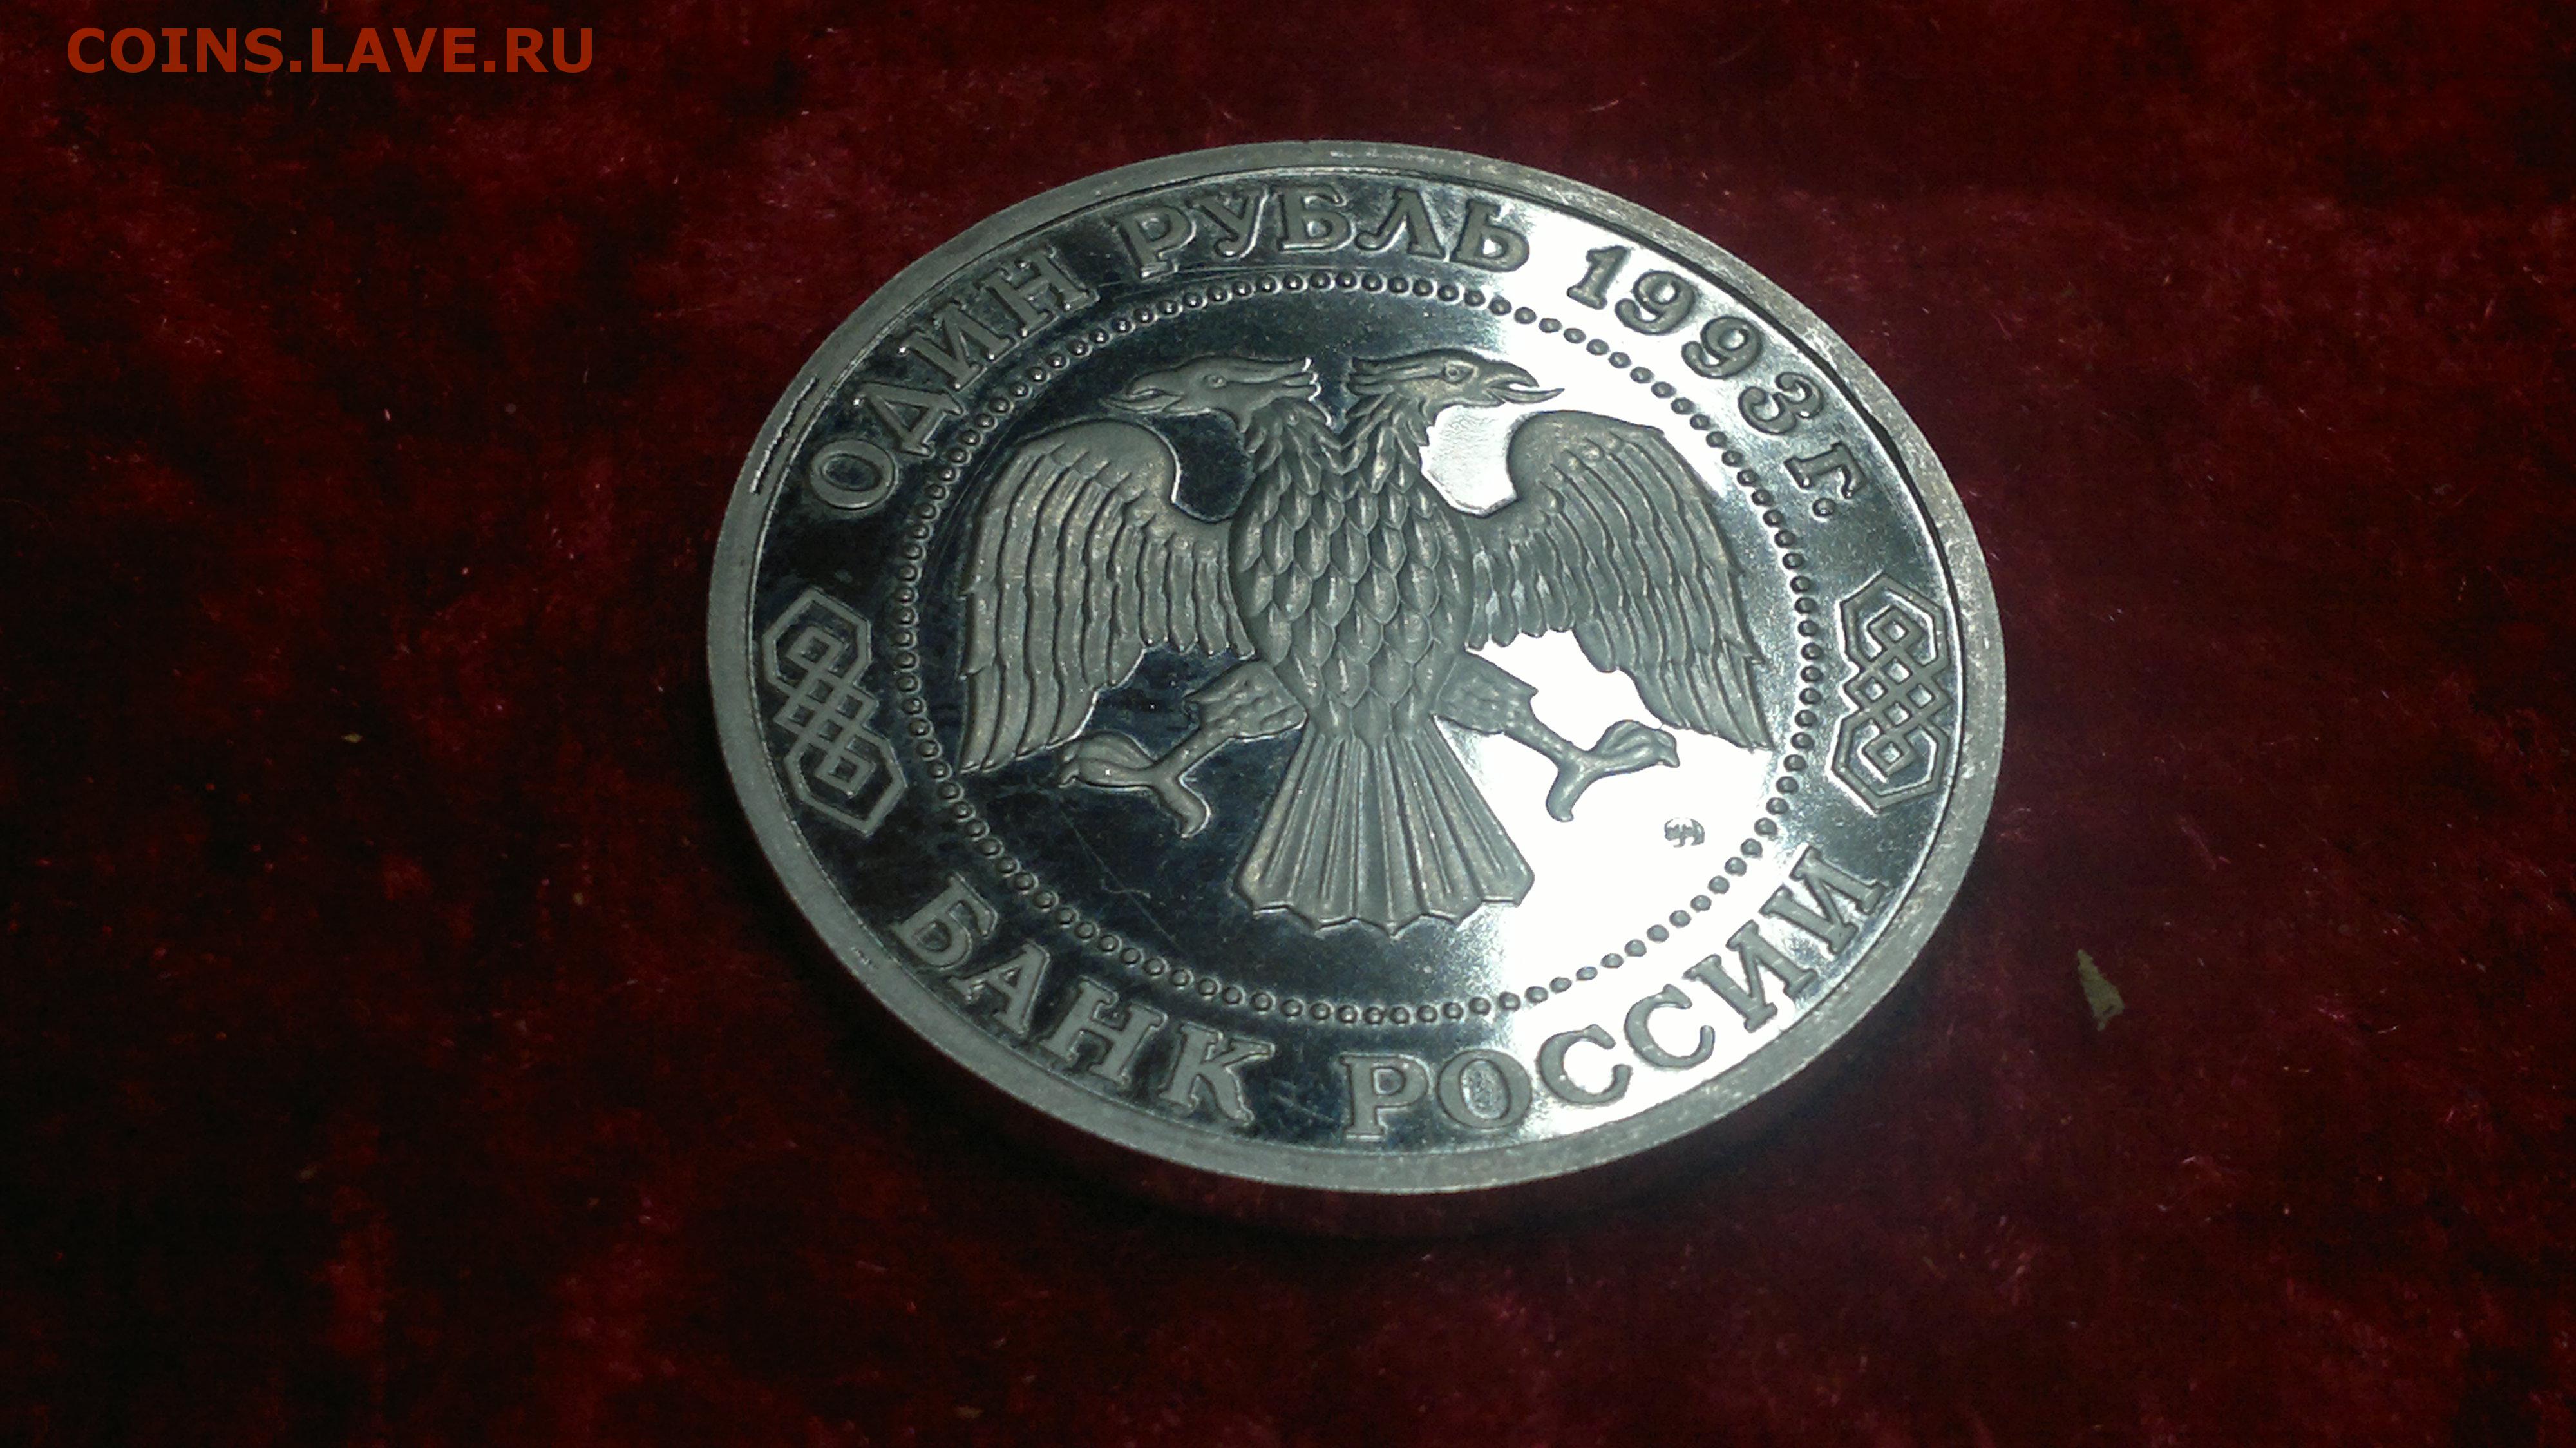 COINS.LAVE.RU
ОДИН РУБЛЬ 1993 г.
БАНК РОССИИ